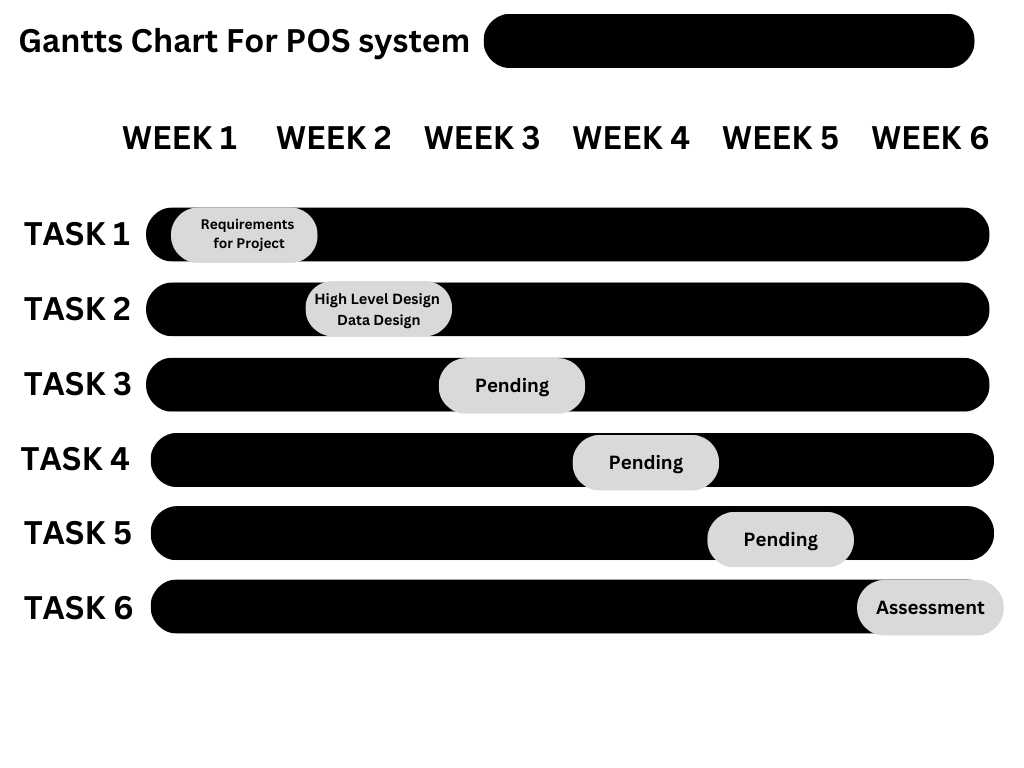 Gantts Chart For POS system
WEEK 1 WEEK 2 WEEK 3 WEEK 4 WEEK 5 WEEK 6
TASK 1
Requirements
for Project
TASK 2
High Level Design
Data Design
TASK 3
Pending
TASK 4
Pending
TASK 5
Pending
TASK 6
Assessment